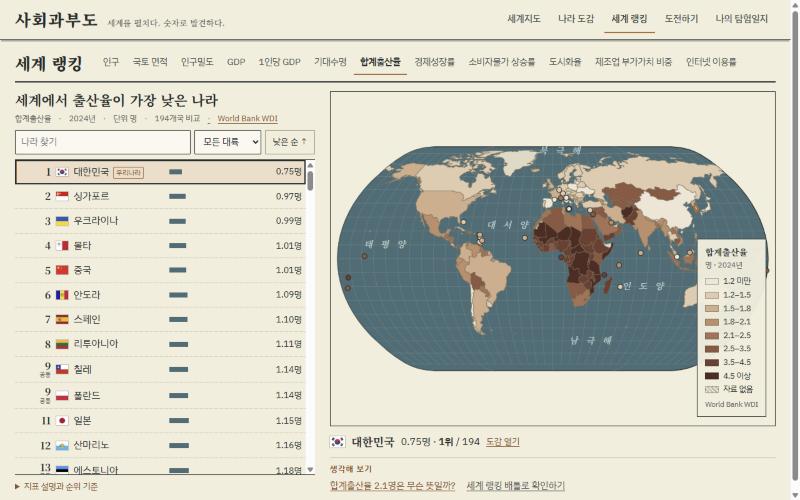 사회과부도 세계를 펼치다. 숫자로 발견하다.
세계지도 나라 도감 세계 랭킹 도전하기 나의 탐험일지
세계 랭킹 인구 국토 면적 인구밀도 GDP 1인당 GDP 기대수명 합계출산율 경제성장률 소비자물가 상승률 도시화율 제조업 부가가치 비중 인터넷 이용률
세계에서 출산율이 가장 낮은 나라
합계출산율 · 2024년 · 단위 명 · 194개국 비교 · World Bank WDI
나라 찾기 모든 대륙 낮은 순 ↑
1 대한민국 우리나라 0.75명
2 싱가포르 0.97명
3 우크라이나 0.99명
4 몰타 1.01명
5 중국 1.01명
6 안도라 1.09명
7 스페인 1.10명
8 리투아니아 1.11명
9 공동 칠레 1.14명
9 공동 폴란드 1.14명
11 일본 1.15명
12 산마리노 1.16명
13 에스토니아 1.18명
▶ 지표 설명과 순위 기준
북 극 해
대 서 양
태 평 양
인 도 양
남 극 해
합계출산율
명 · 2024년
1.2 미만
1.2–1.5
1.5–1.8
1.8–2.1
2.1–2.5
2.5–3.5
3.5–4.5
4.5 이상
자료 없음
World Bank WDI
대한민국 0.75명 · 1위 / 194 도감 열기
생각해 보기
합계출산율 2.1명은 무슨 뜻일까? 세계 랭킹 배틀로 확인하기